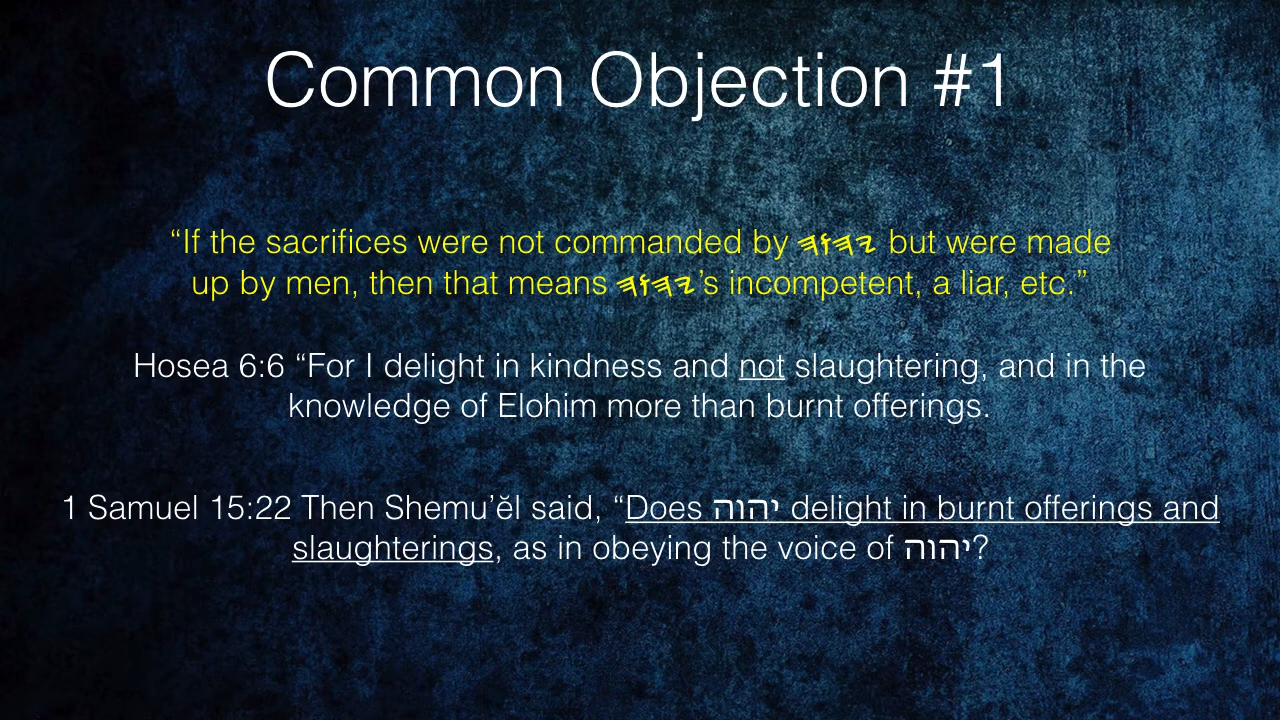 Common Objection #1
“If the sacrifices were not commanded by 𐤉𐤄𐤅𐤄 but were made
up by men, then that means 𐤉𐤄𐤅𐤄’s incompetent, a liar, etc.”
Hosea 6:6 “For I delight in kindness and not slaughtering, and in the
knowledge of Elohim more than burnt offerings.
1 Samuel 15:22 Then Shemu’ĕl said, “Does יהוה delight in burnt offerings and
slaughterings, as in obeying the voice of יהוה?